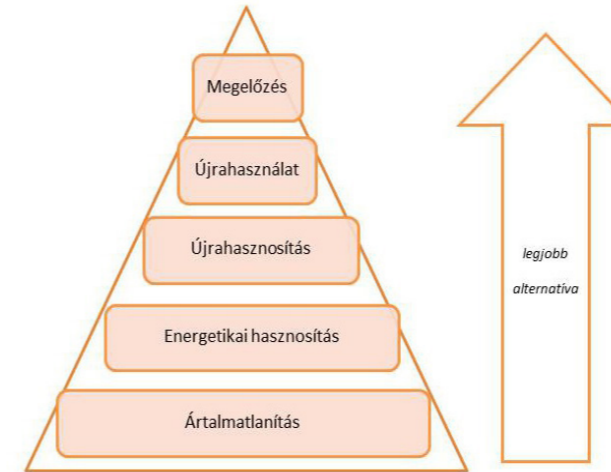 Megelőzés
Újrahasználat
Újrahasznosítás
Energetikai hasznosítás
Ártalmatlanítás
legjobb
alternatíva